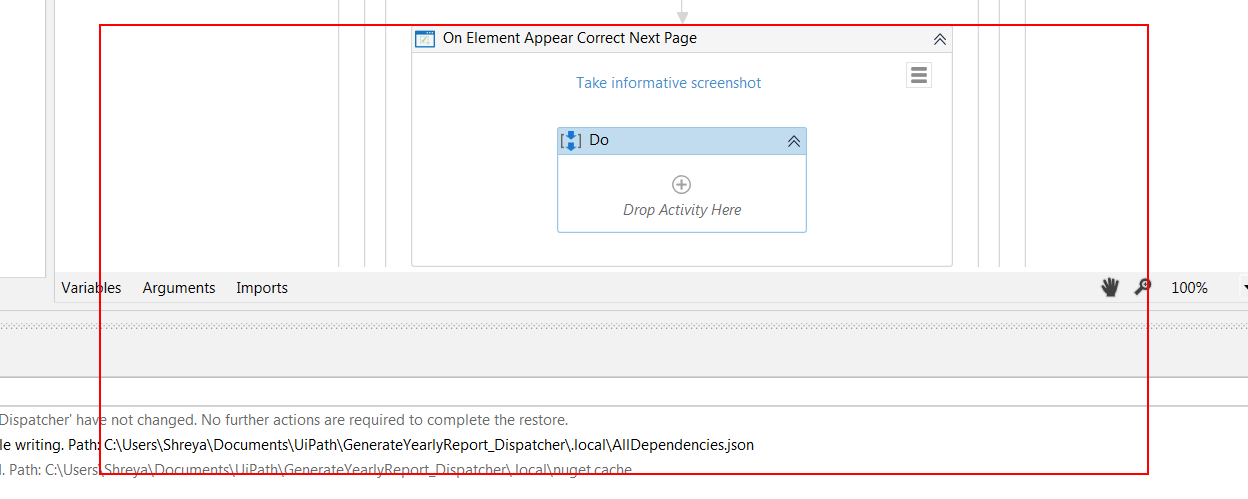 On Element Appear Correct Next Page
Take informative screenshot
Do
Drop Activity Here
Variables Arguments Imports 100%
Dispatcher' have not changed. No further actions are required to complete the restore.
le writing. Path: C:\Users\Shreya\Documents\UiPath\GenerateYearlyReport_Dispatcher\.local\AllDependencies.json
l. Path: C:\Users\Shreya\Documents\UiPath\GenerateYearlyReport_Dispatcher\.local\nuget.cache